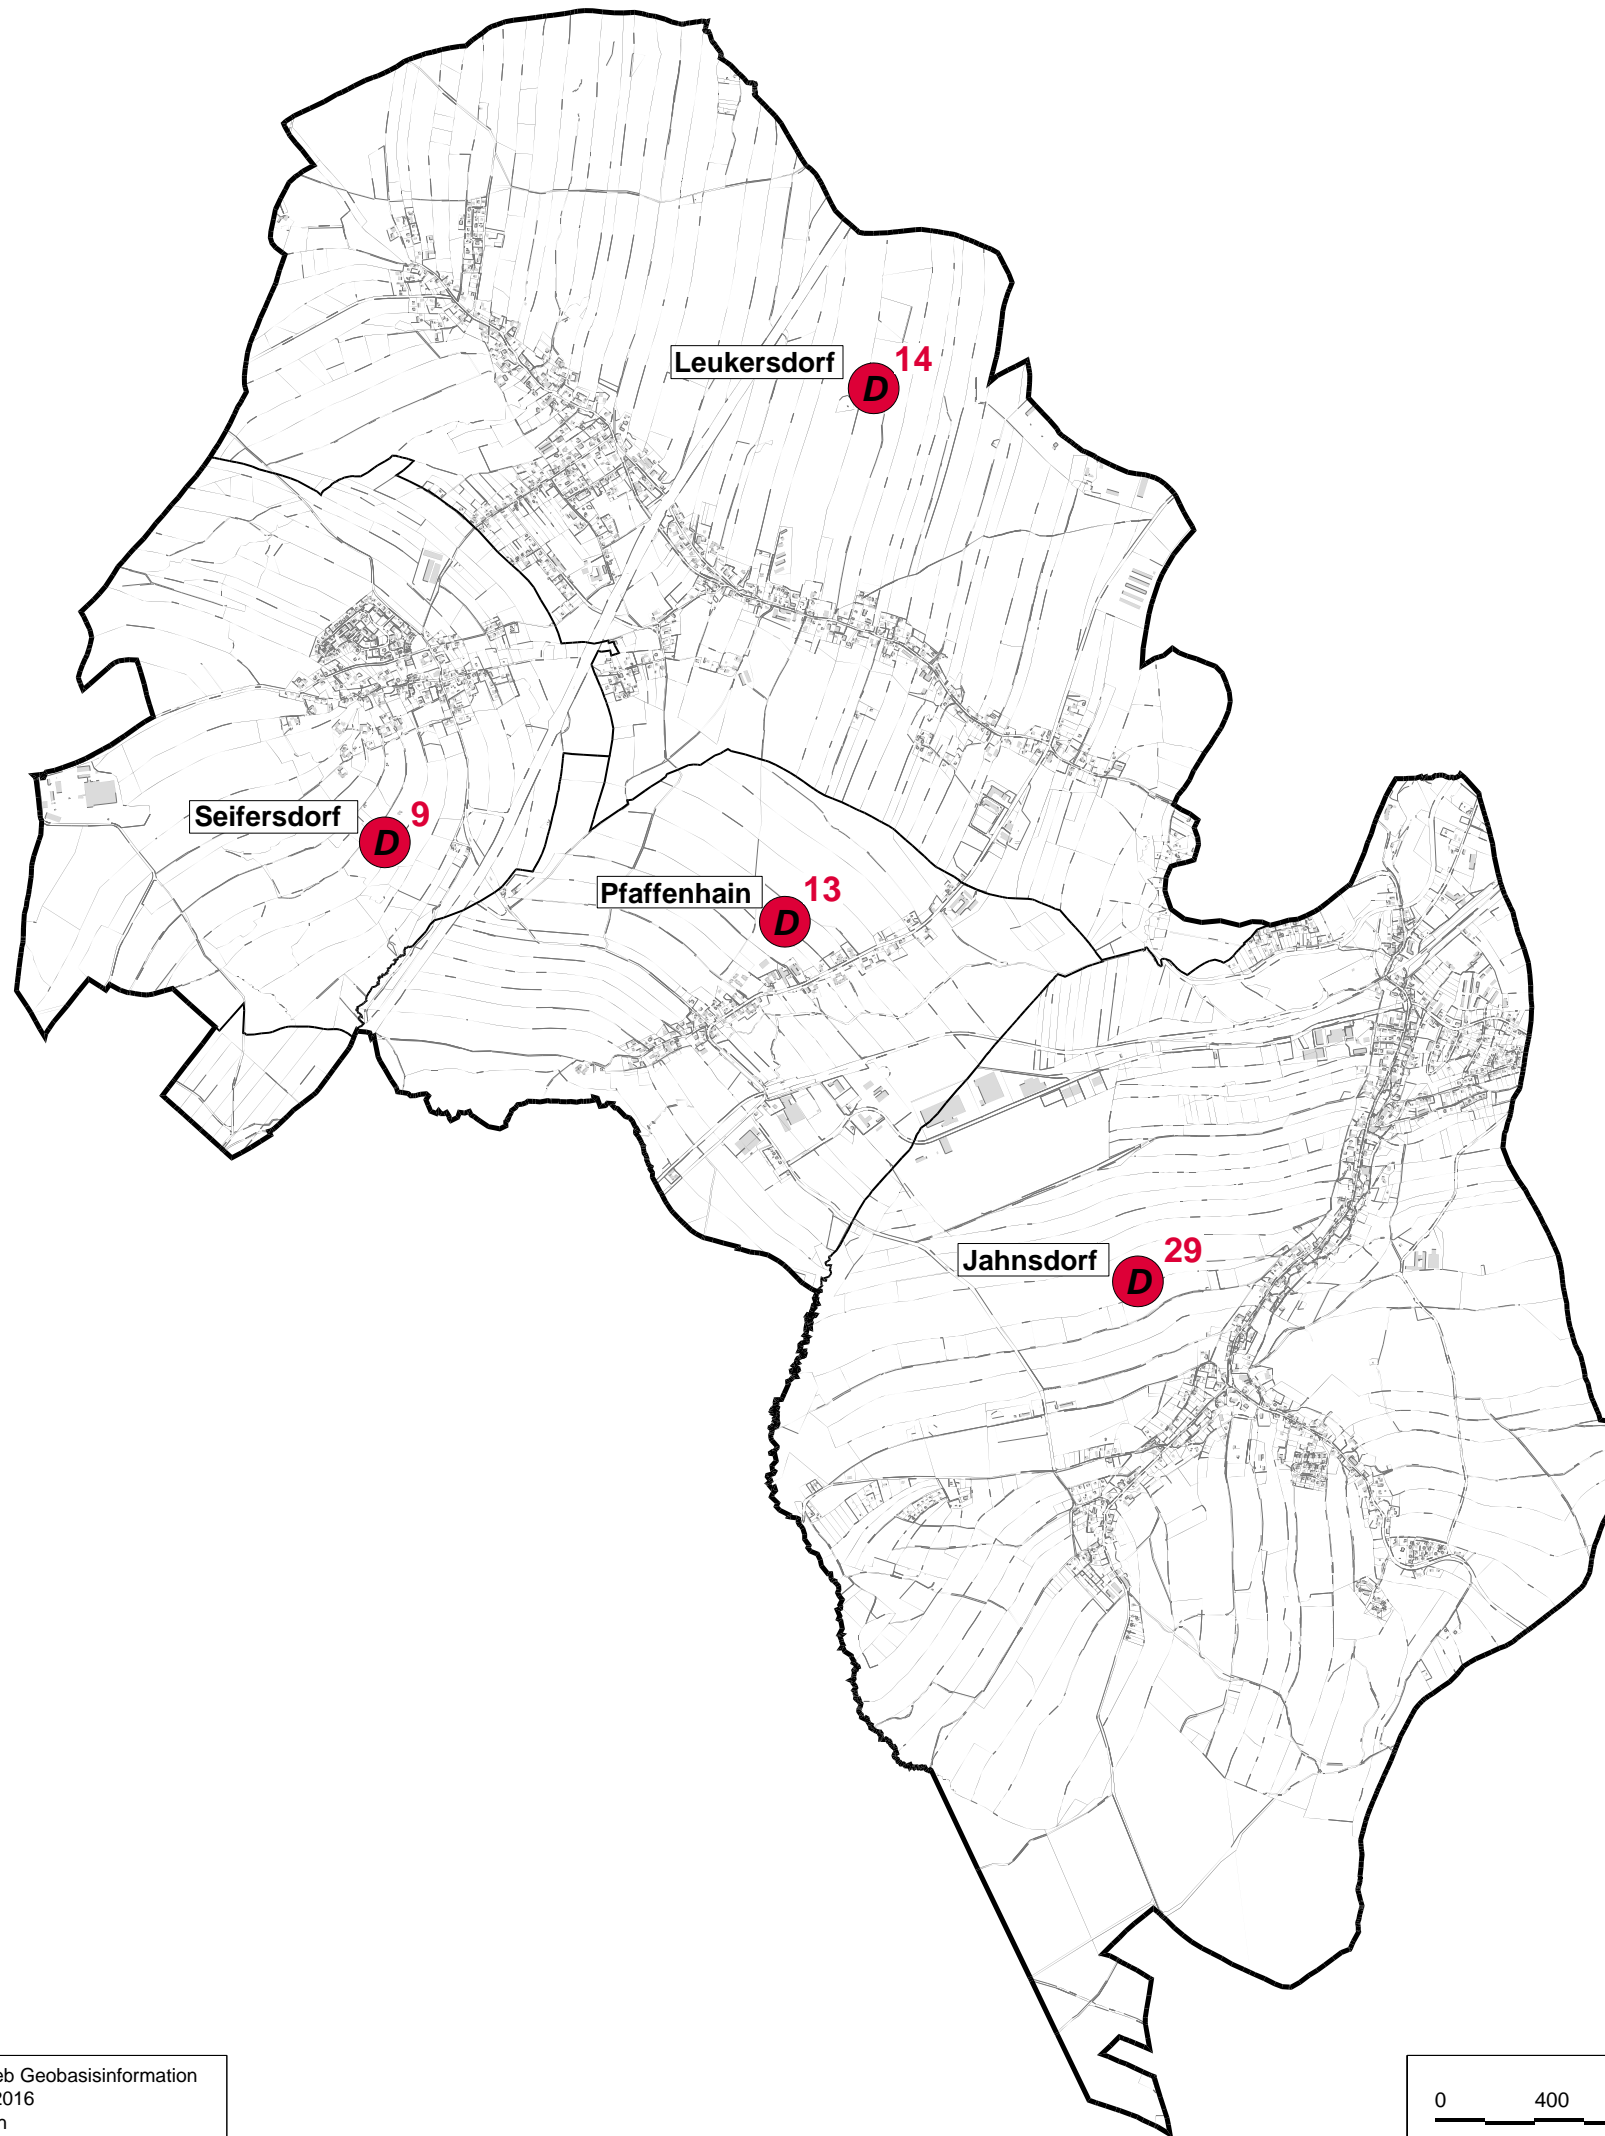 Leukersdorf
14
D
Seifersdorf
9
D
Pfaffenhain
13
D
Jahnsdorf
29
D
eb Geobasisinformation
2016
0 400